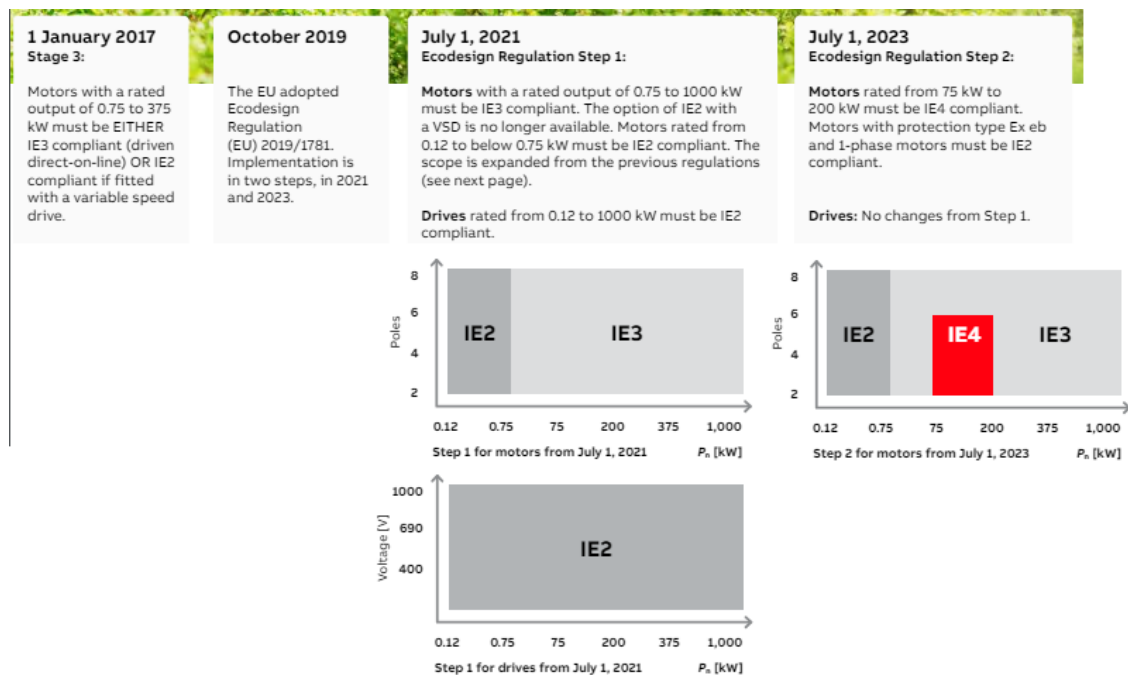 1 January 2017
Stage 3:
Motors with a rated
output of 0.75 to 375
kW must be EITHER
IE3 compliant (driven
direct-on-line) OR IE2
compliant if fitted
with a variable speed
drive.
October 2019
The EU adopted
Ecodesign
Regulation
(EU) 2019/1781.
Implementation is
in two steps, in 2021
and 2023.
July 1, 2021
Ecodesign Regulation Step 1:
Motors with a rated output of 0.75 to 1000 kW
must be IE3 compliant. The option of IE2 with
a VSD is no longer available. Motors rated from
0.12 to below 0.75 kW must be IE2 compliant. The
scope is expanded from the previous regulations
(see next page).
Drives rated from 0.12 to 1000 kW must be IE2
compliant.
July 1, 2023
Ecodesign Regulation Step 2:
Motors rated from 75 kW to
200 kW must be IE4 compliant.
Motors with protection type Ex eb
and 1-phase motors must be IE2
compliant.
Drives: No changes from Step 1.
Poles
8
6
4
2
IE2
IE3
0.12 0.75 75 200 375 1,000
Step 1 for motors from July 1, 2021 Pn [kW]
Poles
8
6
4
2
IE2
IE4
IE3
0.12 0.75 75 200 375 1,000
Step 2 for motors from July 1, 2023 Pn [kW]
Voltage [V]
1000
690
400
IE2
0.12 0.75 75 200 375 1,000
Step 1 for drives from July 1, 2021 Pn [kW]